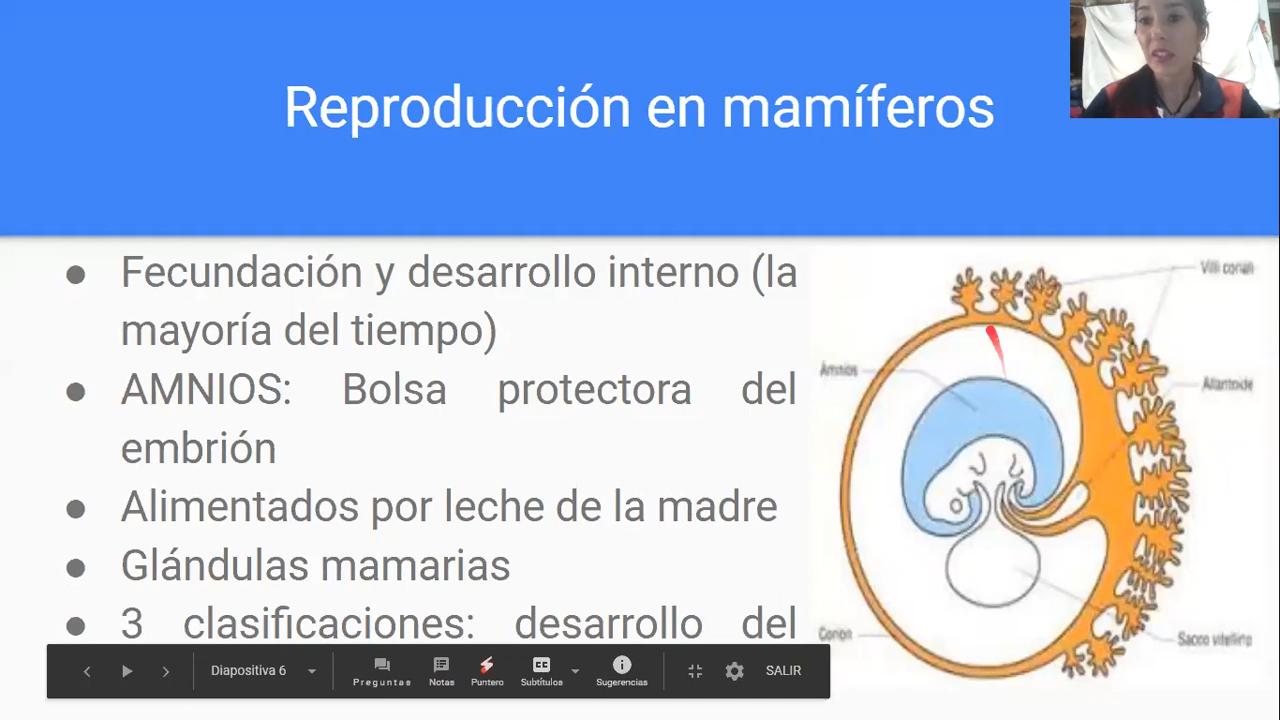 Reproducción en mamíferos
● Fecundación y desarrollo interno (la
mayoría del tiempo)
● AMNIOS: Bolsa protectora del
embrión
● Alimentados por leche de la madre
● Glándulas mamarias
● 3 clasificaciones: desarrollo del
Villi coriali
Amnios
Allantoide
Corion
Sacco vitellino
Diapositiva 6
Preguntas
Notas
Puntero
Subtítulos
Sugerencias
SALIR